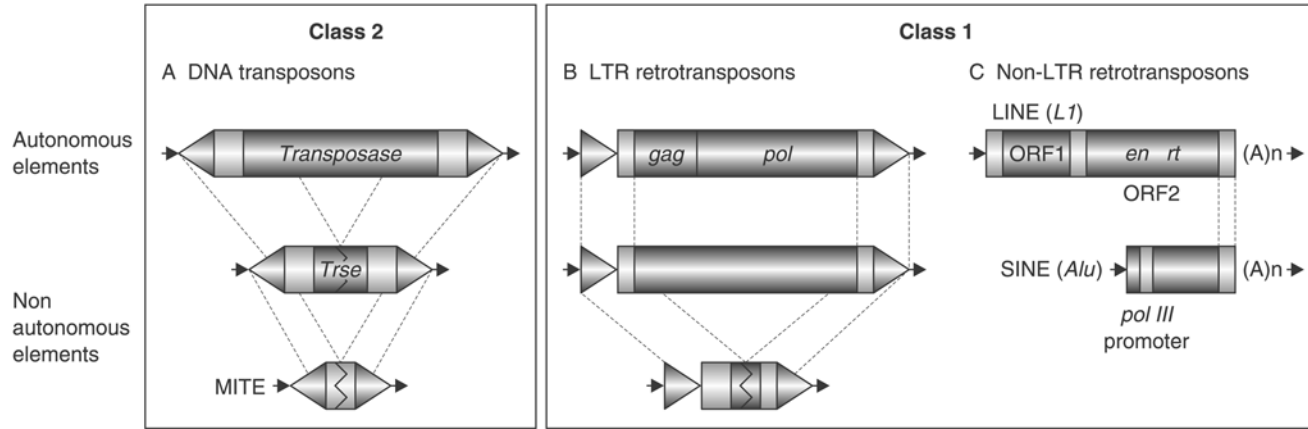 Class 2
Class 1
A DNA transposons
B LTR retrotransposons
C Non-LTR retrotransposons
Autonomous
elements
Transposase
gag pol
LINE (L1)
ORF1 en rt (A)n
ORF2
Non
autonomous
elements
Trse
SINE (Alu) (A)n
pol III
promoter
MITE